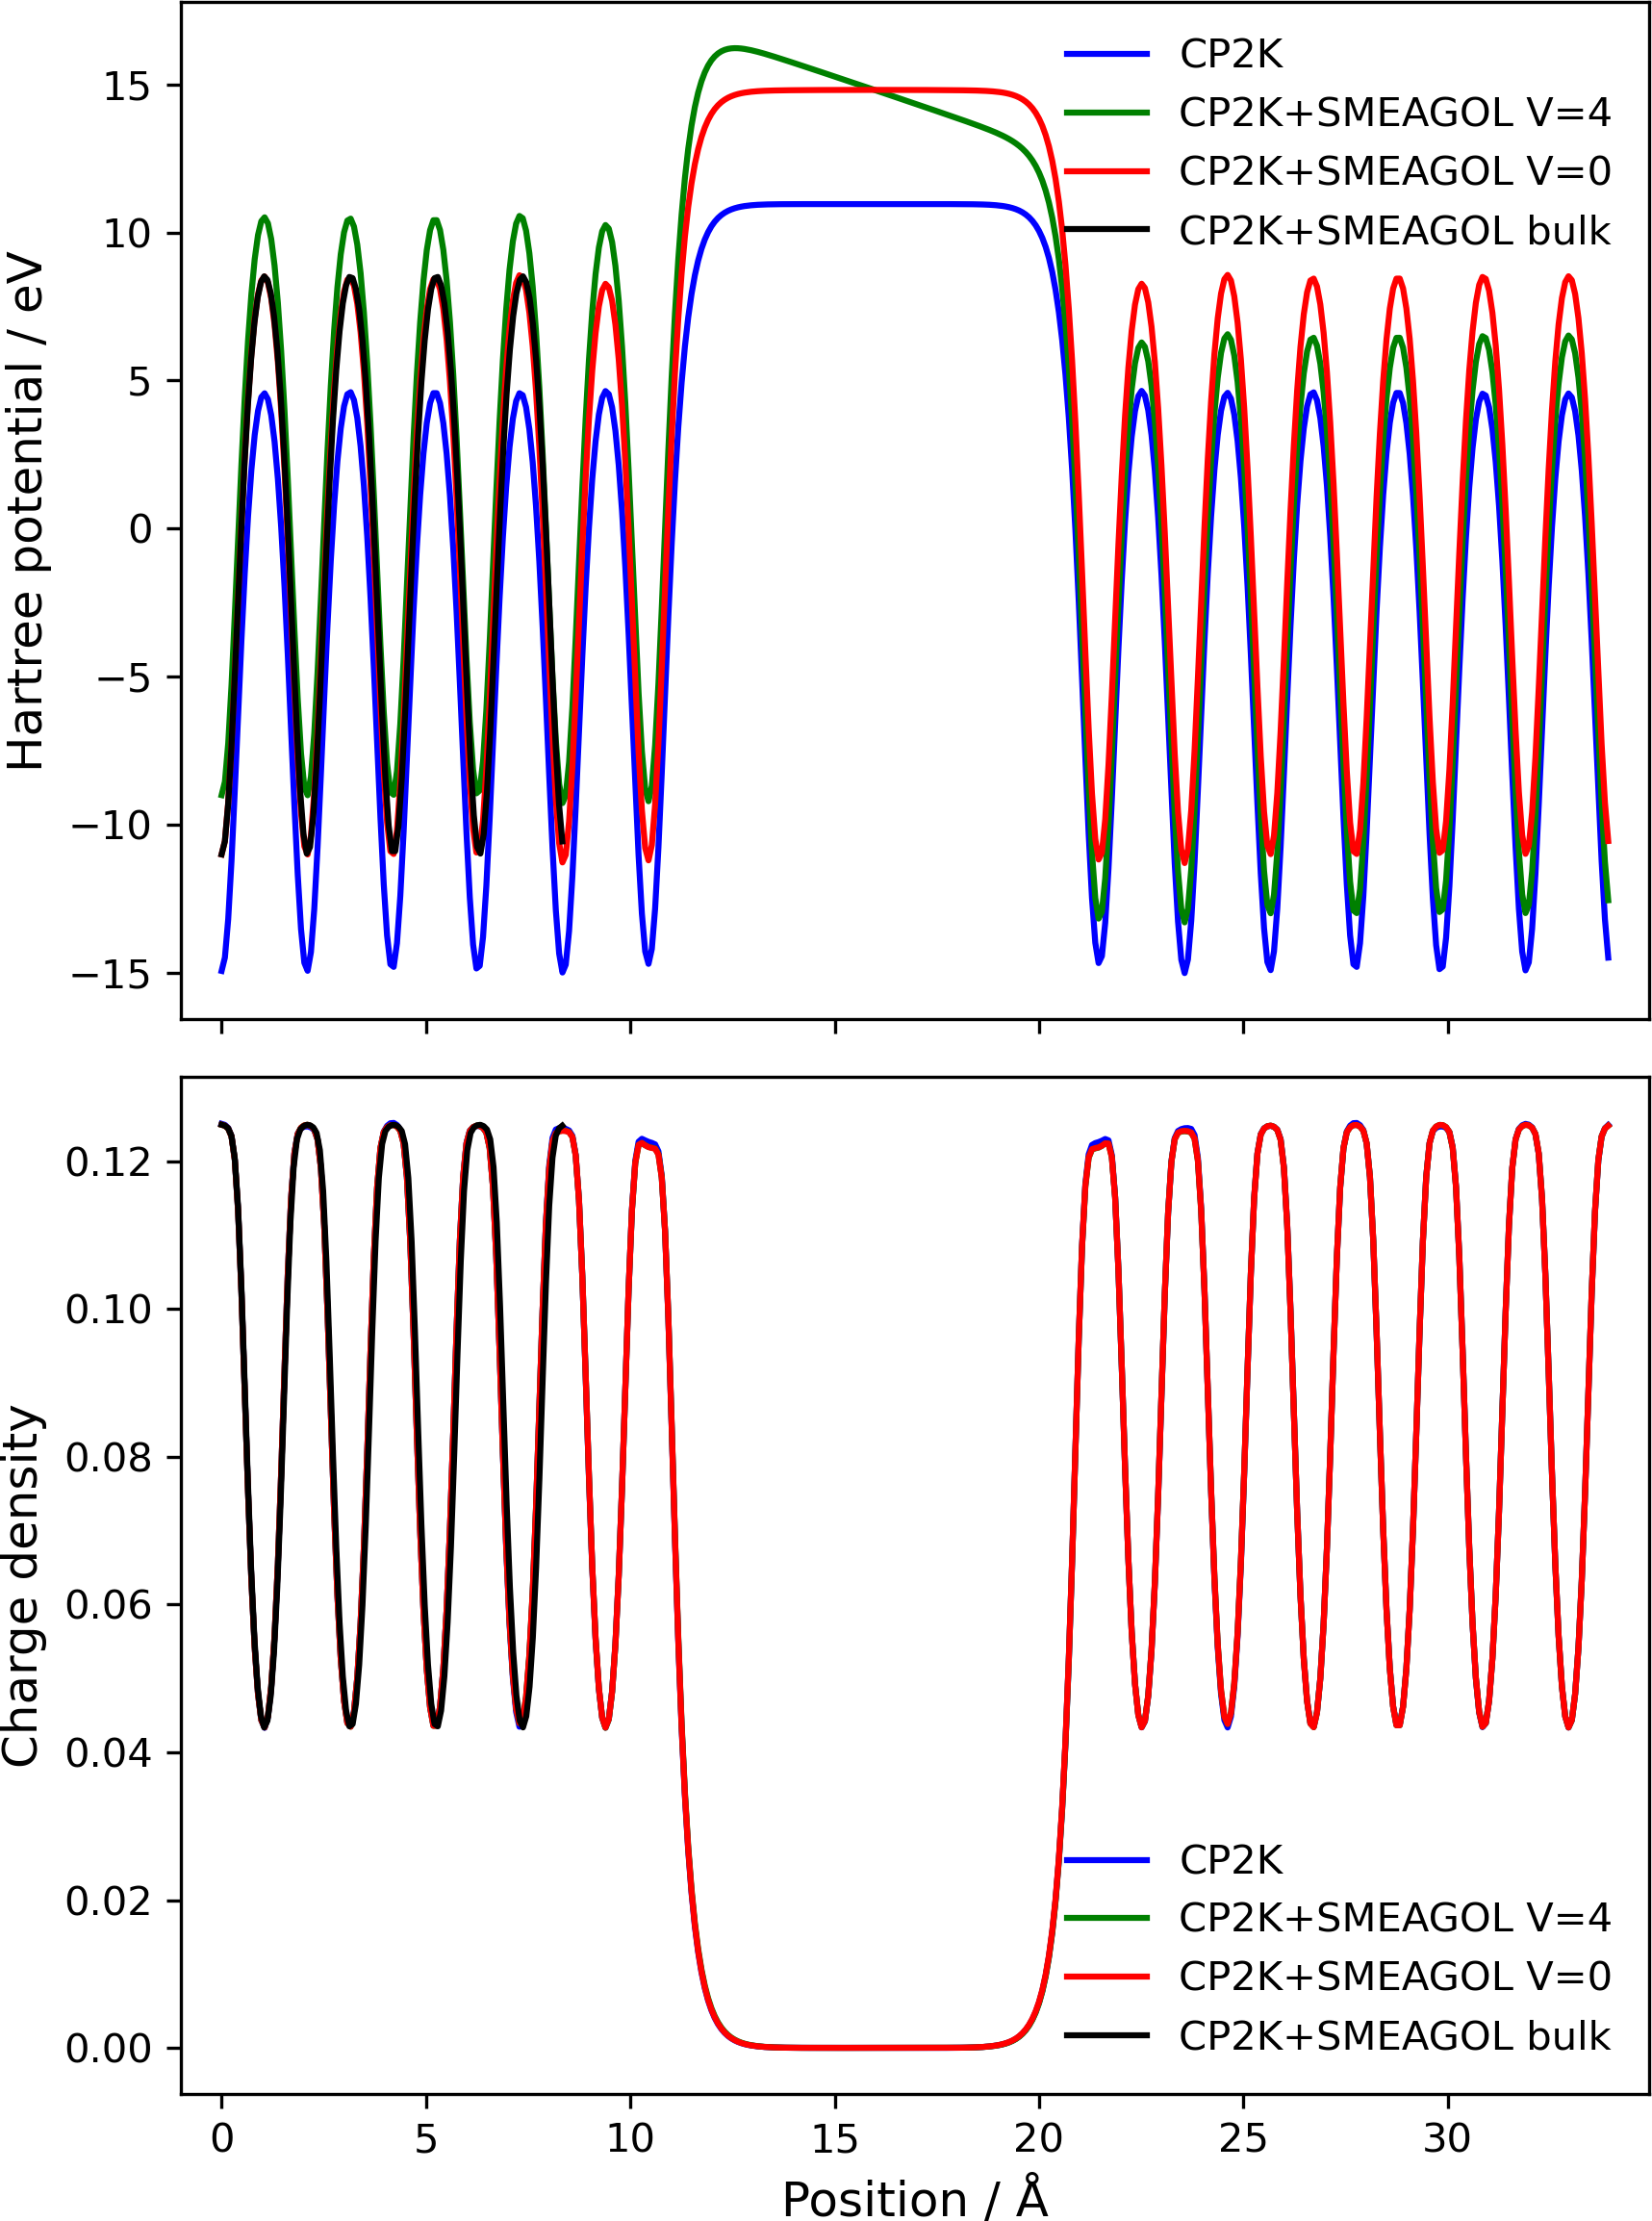 Hartree potential / eV
15
10
5
0
−5
−10
−15
CP2K
CP2K+SMEAGOL V=4
CP2K+SMEAGOL V=0
CP2K+SMEAGOL bulk
Charge density
0.12
0.10
0.08
0.06
0.04
0.02
0.00
CP2K
CP2K+SMEAGOL V=4
CP2K+SMEAGOL V=0
CP2K+SMEAGOL bulk
0 5 10 15 20 25 30
Position / Å